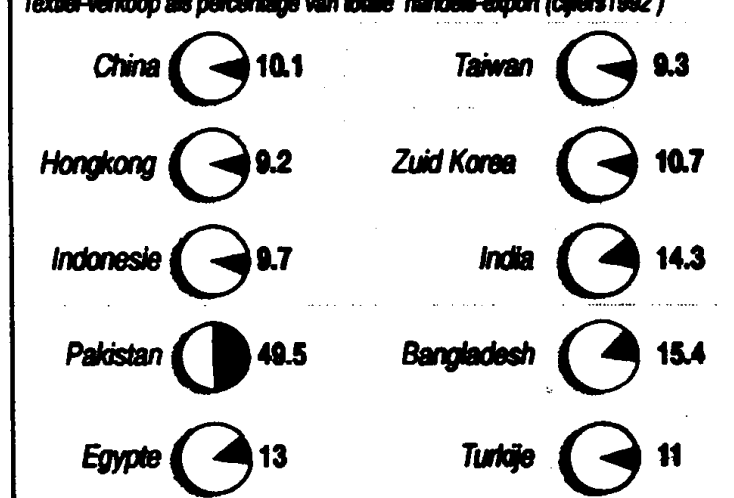 Textiel-verkoop als percentage van totale handels-export (cijfers 1992)
China 10.1 Taiwan 9.3
Hongkong 9.2 Zuid Korea 10.7
Indonesie 9.7 India 14.3
Pakistan 49.5 Bangladesh 15.4
Egypte 13 Turkije 11